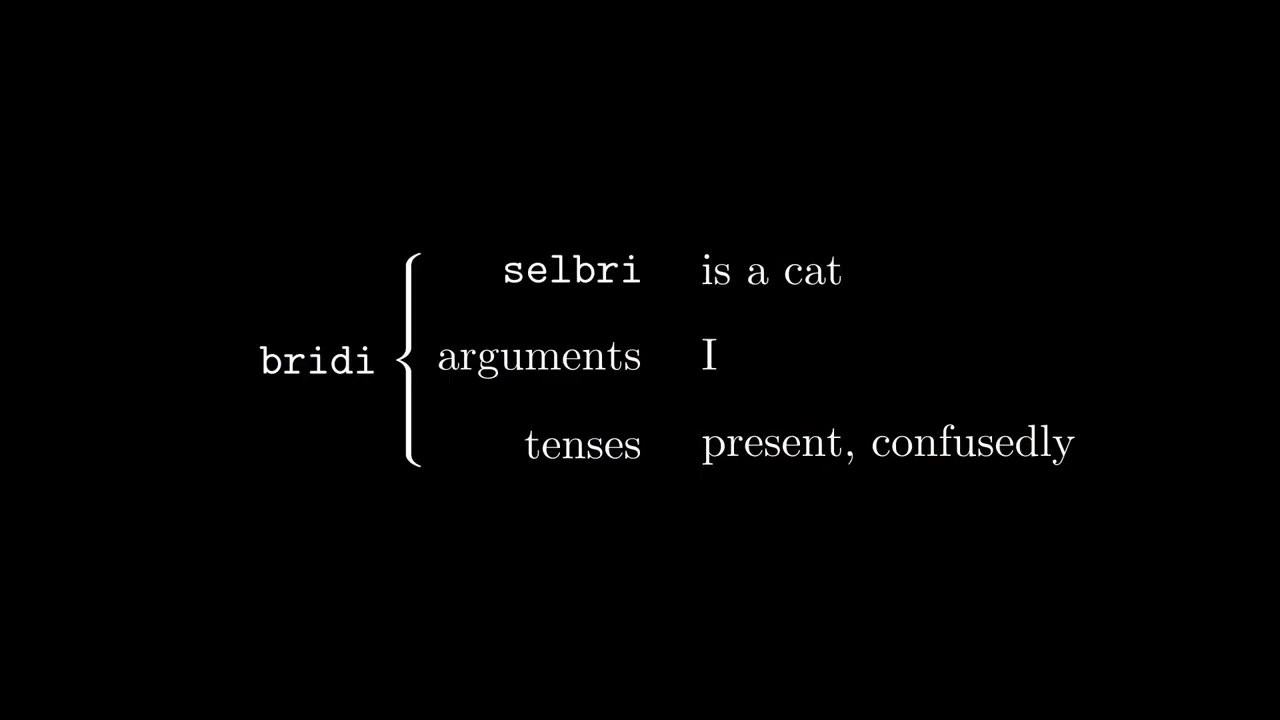 selbri is a cat
bridi arguments I
tenses present, confusedly